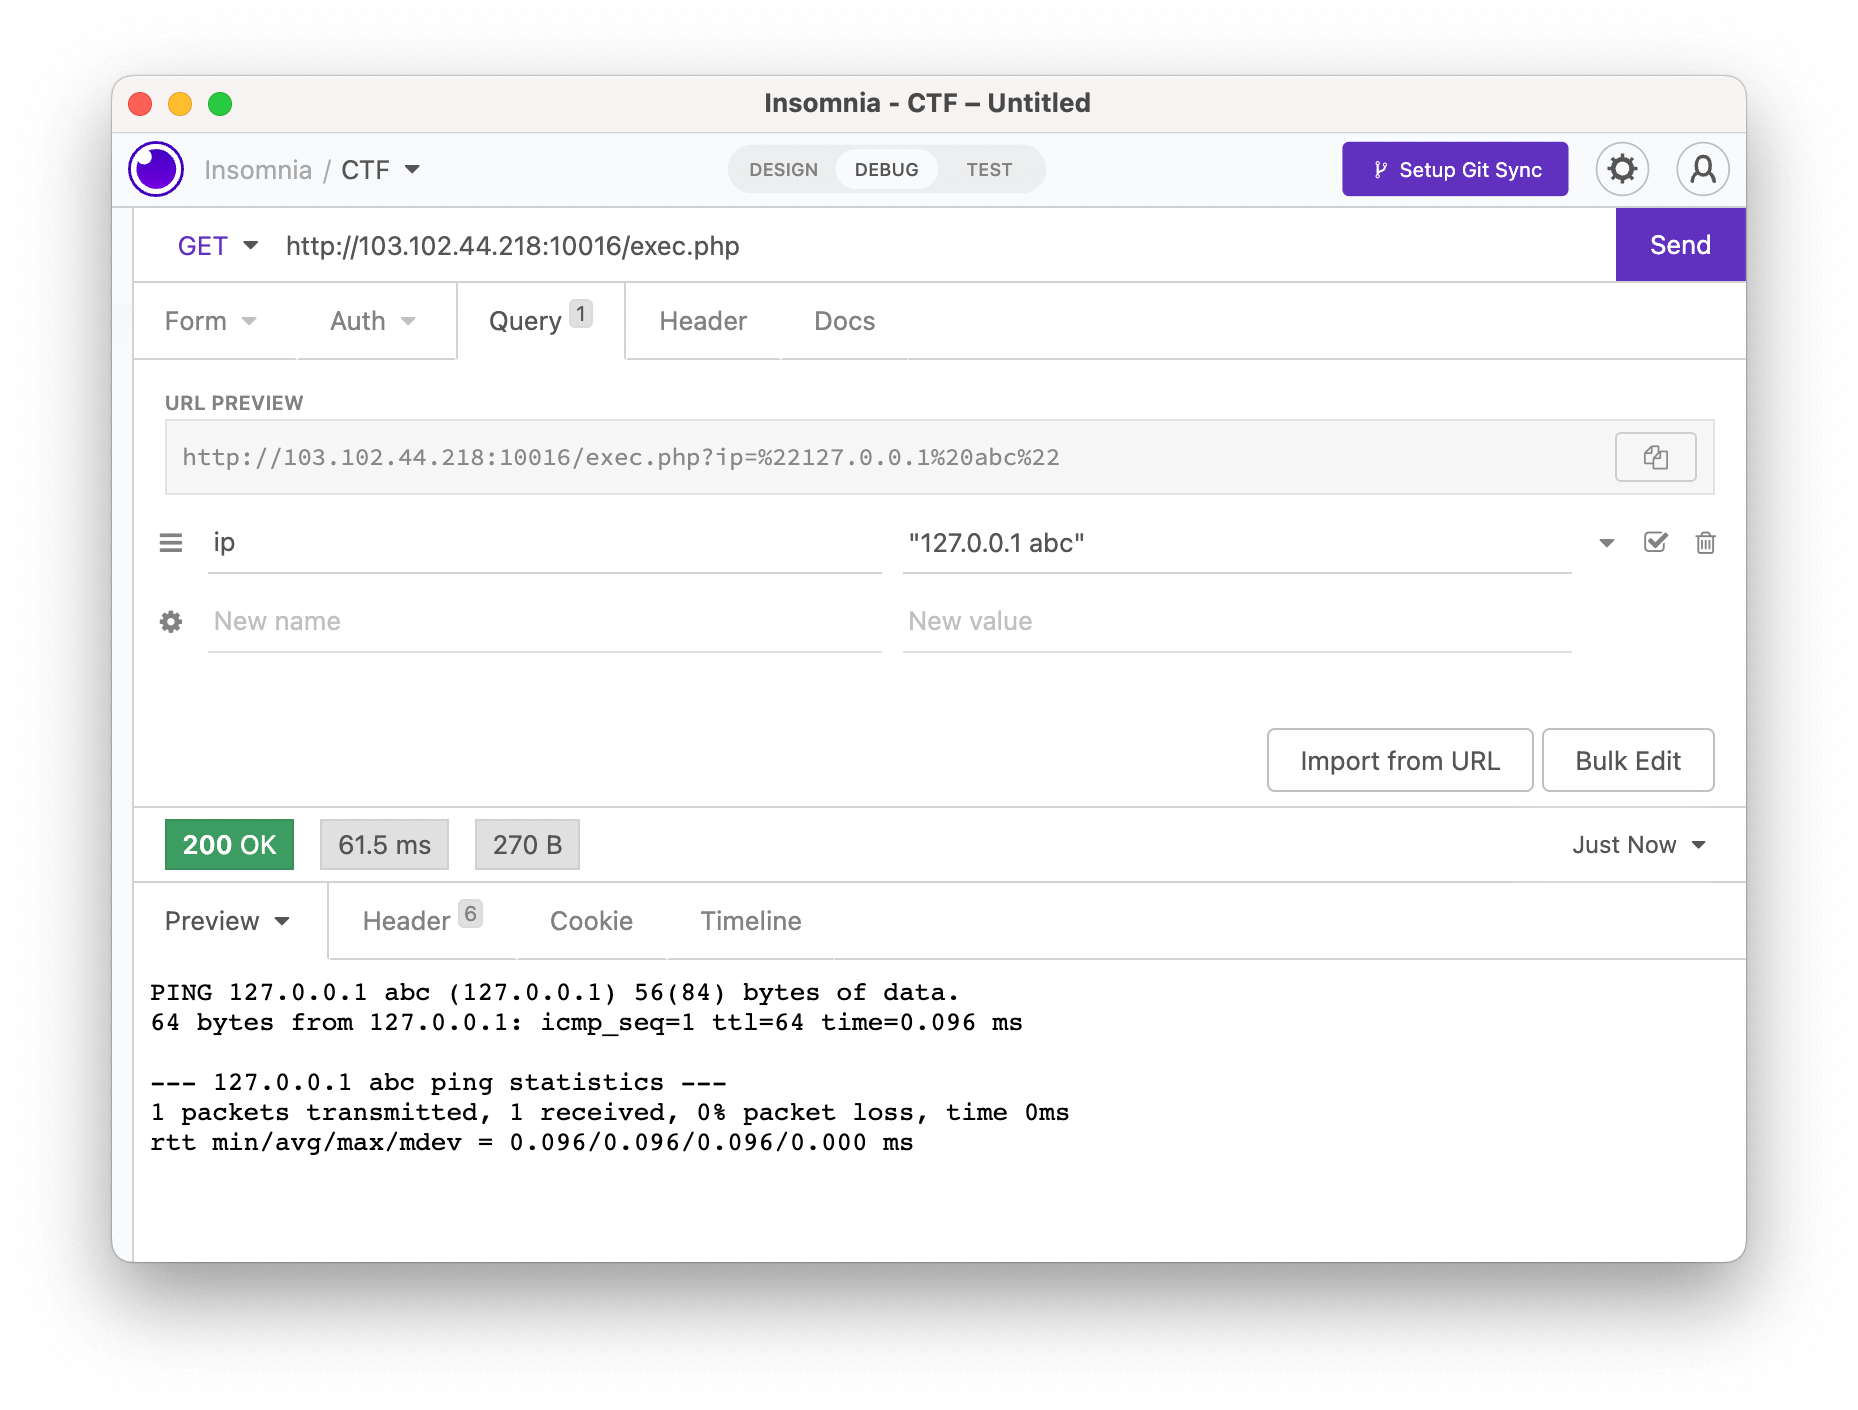 Insomnia - CTF – Untitled
Insomnia / CTF
DESIGN DEBUG TEST
Setup Git Sync
GET http://103.102.44.218:10016/exec.php
Send
Form Auth Query 1 Header Docs
URL PREVIEW
http://103.102.44.218:10016/exec.php?ip=%22127.0.0.1%20abc%22
ip "127.0.0.1 abc"
New name New value
Import from URL Bulk Edit
200 OK 61.5 ms 270 B Just Now
Preview Header 6 Cookie Timeline
PING 127.0.0.1 abc (127.0.0.1) 56(84) bytes of data.
64 bytes from 127.0.0.1: icmp_seq=1 ttl=64 time=0.096 ms
--- 127.0.0.1 abc ping statistics ---
1 packets transmitted, 1 received, 0% packet loss, time 0ms
rtt min/avg/max/mdev = 0.096/0.096/0.096/0.000 ms